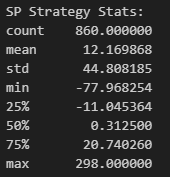 SP Strategy Stats:
count    860.000000
mean      12.169868
std       44.808185
min      -77.968254
25%      -11.045364
50%        0.312500
75%       20.740260
max      298.000000